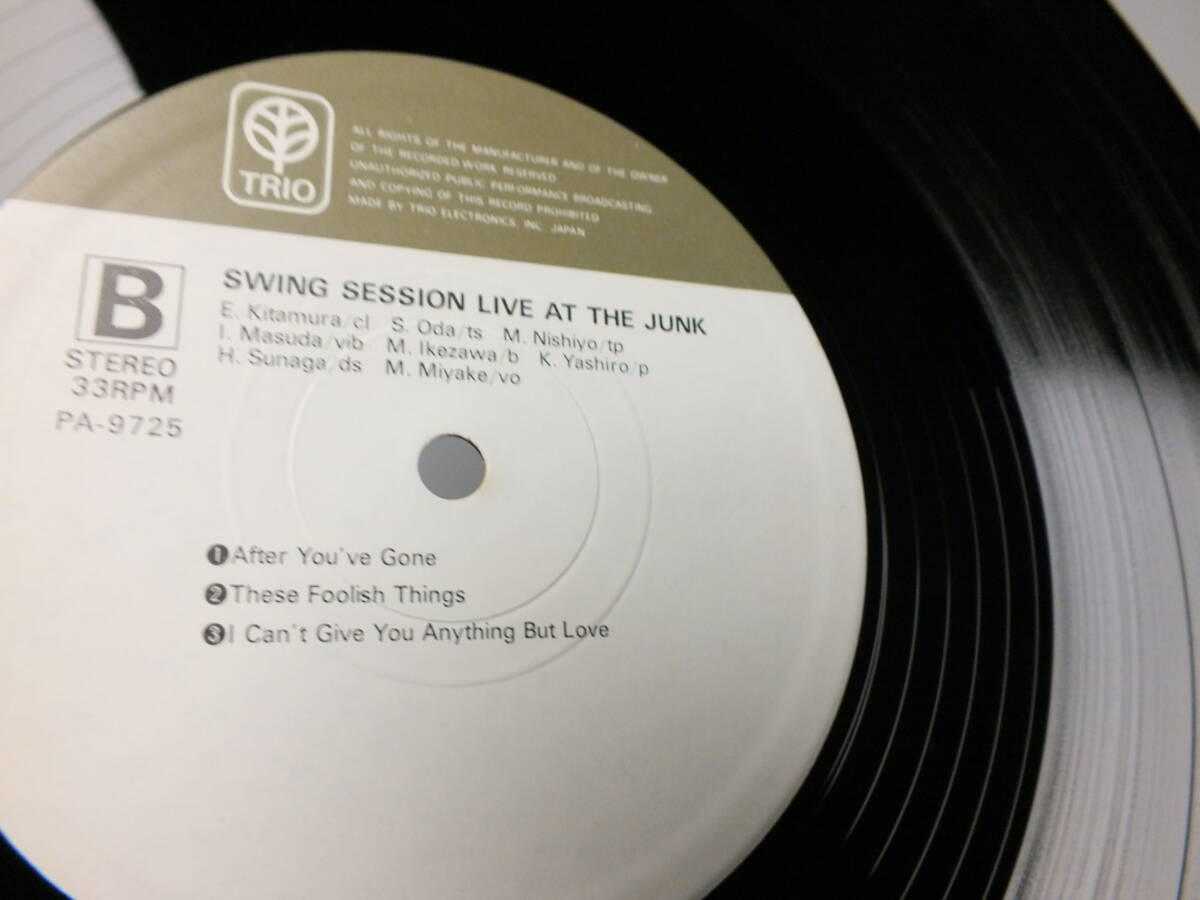 TRIO
ALL RIGHTS OF THE MANUFACTURER AND OF THE OWNER
OF THE RECORDED WORK RESERVED
UNAUTHORIZED PUBLIC PERFORMANCE BROADCASTING
AND COPYING OF THIS RECORD PROHIBITED
MADE BY TRIO ELECTRONICS, INC. JAPAN
B
STEREO
33RPM
PA-9725
SWING SESSION LIVE AT THE JUNK
E. Kitamura/cl S. Oda/ts M. Nishiyo/tp
I. Masuda/vib M. Ikezawa/b K. Yashiro/p
H. Sunaga/ds M. Miyake/vo
❶After You've Gone
❷These Foolish Things
❸I Can't Give You Anything But Love